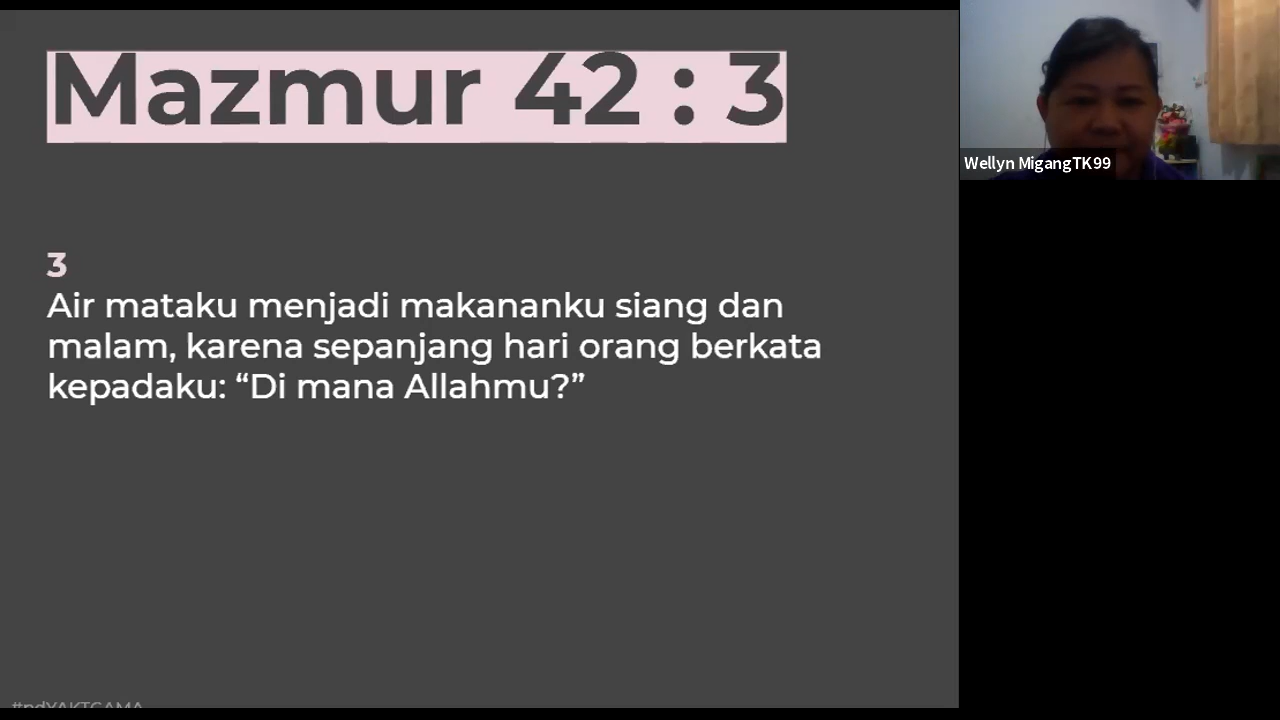 Mazmur 42 : 3
Wellyn MigangTK99
3
Air mataku menjadi makananku siang dan
malam, karena sepanjang hari orang berkata
kepadaku: “Di mana Allahmu?”